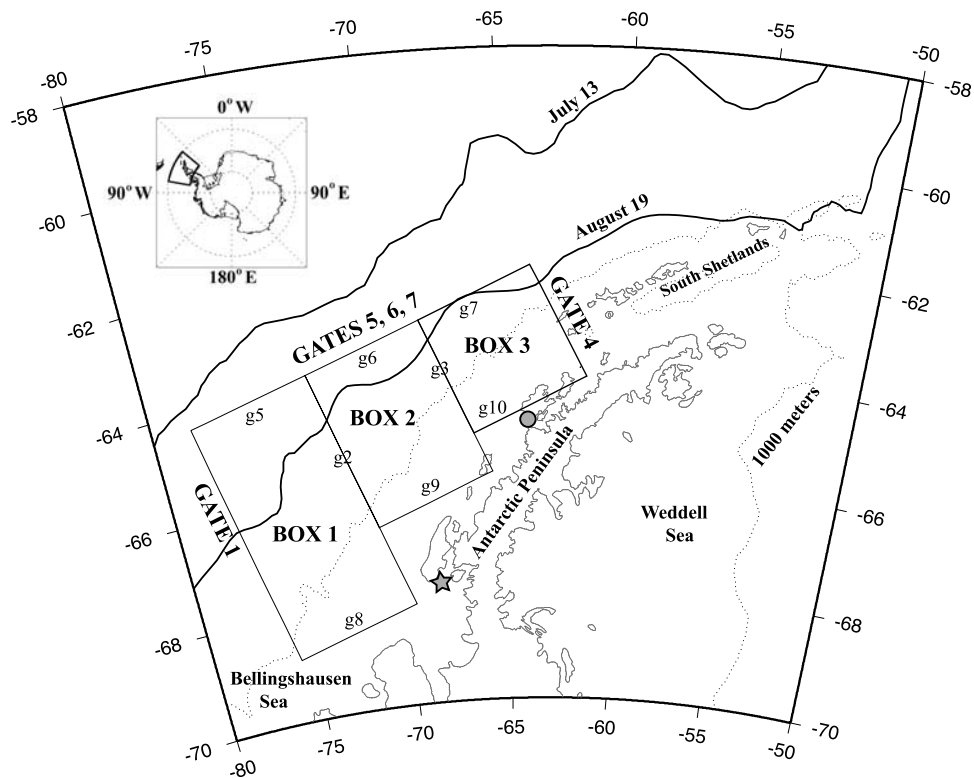 -80
-75
-70
-65
-60
-55
-50
-58
-58
July 13
0°W
90°W
90°E
180°E
-60
-60
August 19
South Shetlands
-62
-62
GATES 5, 6, 7
g7
GATE 4
g6
g3
BOX 3
g5
g10
BOX 2
-64
-64
1000 meters
g2
g9
Antarctic Peninsula
GATE 1
-66
-66
BOX 1
Weddell
Sea
g8
-68
-68
Bellingshausen
Sea
-70
-70
-80
-75
-70
-65
-60
-55
-50